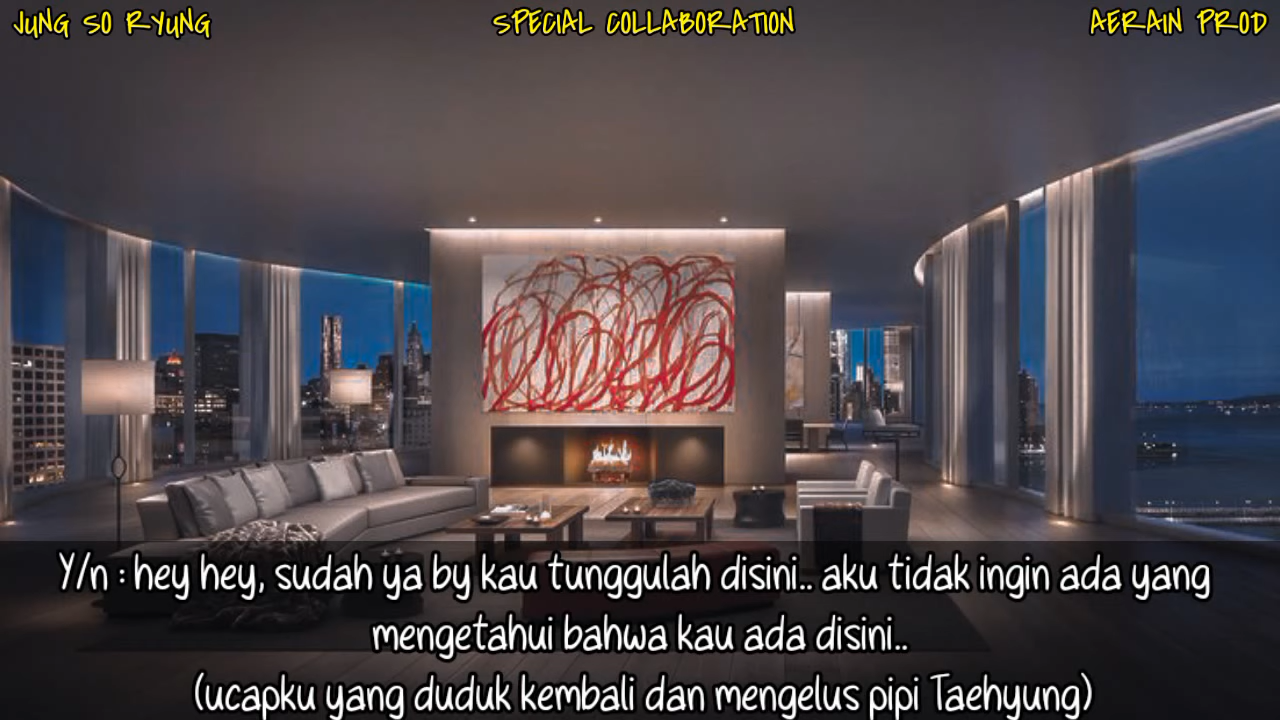 JUNG SO RYUNG
SPECIAL COLLABORATION
AERAIN PROD
Y/n : hey hey, sudah ya by kau tunggulah disini.. aku tidak ingin ada yang
mengetahui bahwa kau ada disini..
(ucapku yang duduk kembali dan mengelus pipi Taehyung)